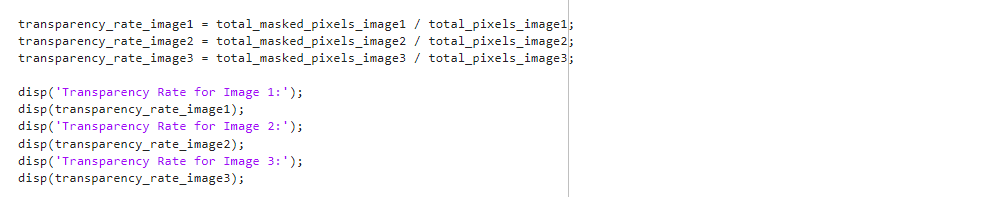 transparency_rate_image1 = total_masked_pixels_image1 / total_pixels_image1;
transparency_rate_image2 = total_masked_pixels_image2 / total_pixels_image2;
transparency_rate_image3 = total_masked_pixels_image3 / total_pixels_image3;
disp('Transparency Rate for Image 1:');
disp(transparency_rate_image1);
disp('Transparency Rate for Image 2:');
disp(transparency_rate_image2);
disp('Transparency Rate for Image 3:');
disp(transparency_rate_image3);